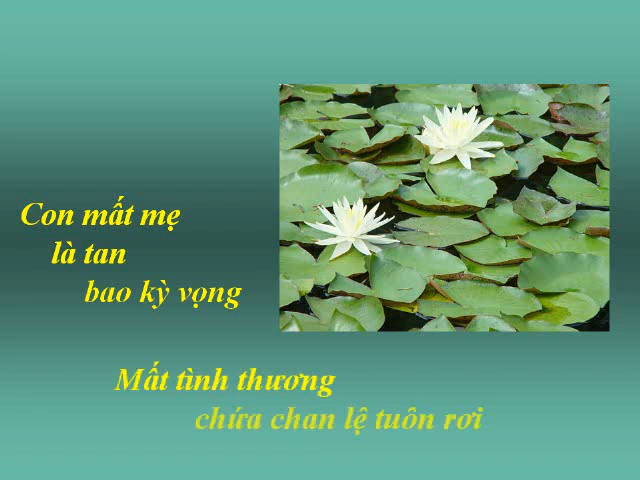 Con mất mẹ
là tan
bao kỳ vọng
Mất tình thương
chứa chan lệ tuôn rơi